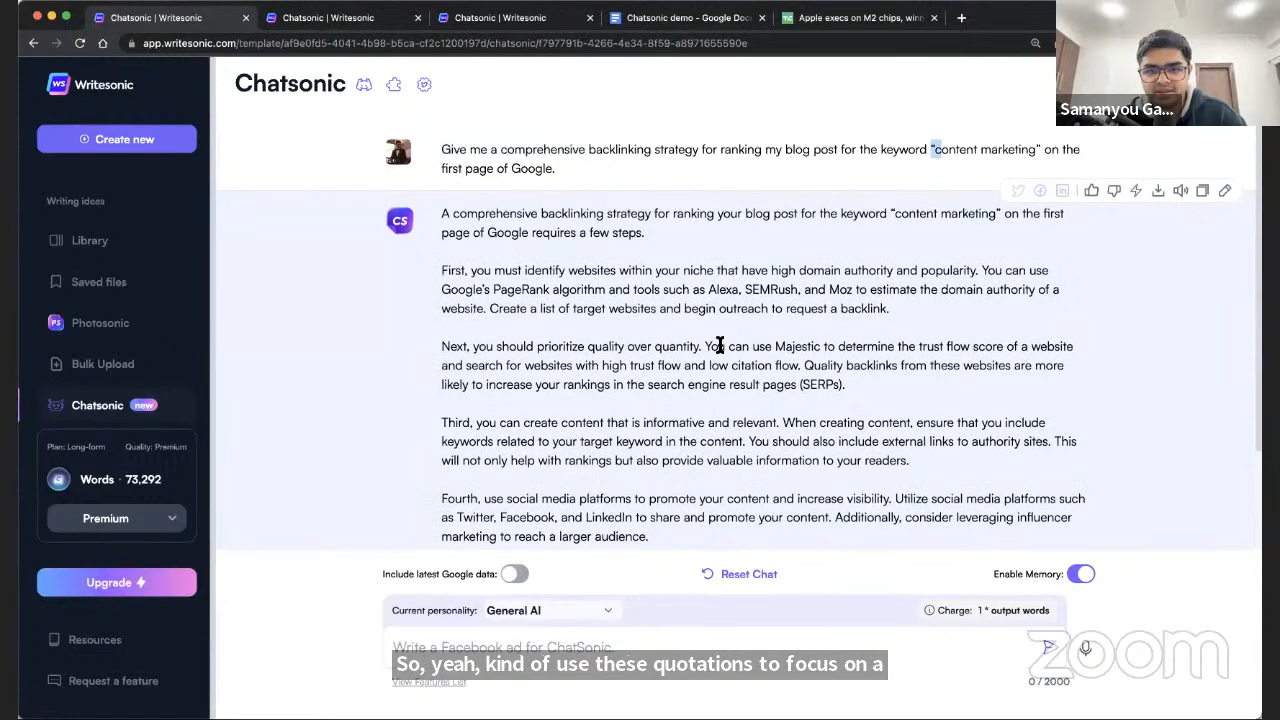 Chatsonic | Writesonic
Chatsonic | Writesonic
Chatsonic | Writesonic
Chatsonic demo - Google Doc
Apple execs on M2 chips, winn
app.writesonic.com/template/af9e0fd5-4041-4b98-b5ca-cf2c1200197d/chatsonic/f797791b-4266-4e34-8f59-a8971655590e
WS Writesonic
Create new
Writing ideas
Library
Saved files
PS Photosonic
Bulk Upload
Chatsonic new
Plan: Long-form Quality: Premium
Words · 73,292
Premium
Upgrade
Resources
Request a feature
Chatsonic
Samanyou Ga...
Give me a comprehensive backlinking strategy for ranking my blog post for the keyword “content marketing” on the
first page of Google.
CS
A comprehensive backlinking strategy for ranking your blog post for the keyword “content marketing” on the first
page of Google requires a few steps.
First, you must identify websites within your niche that have high domain authority and popularity. You can use
Google’s PageRank algorithm and tools such as Alexa, SEMRush, and Moz to estimate the domain authority of a
website. Create a list of target websites and begin outreach to request a backlink.
Next, you should prioritize quality over quantity. You can use Majestic to determine the trust flow score of a website
and search for websites with high trust flow and low citation flow. Quality backlinks from these websites are more
likely to increase your rankings in the search engine result pages (SERPs).
Third, you can create content that is informative and relevant. When creating content, ensure that you include
keywords related to your target keyword in the content. You should also include external links to authority sites. This
will not only help with rankings but also provide valuable information to your readers.
Fourth, use social media platforms to promote your content and increase visibility. Utilize social media platforms such
as Twitter, Facebook, and LinkedIn to share and promote your content. Additionally, consider leveraging influencer
marketing to reach a larger audience.
Include latest Google data: Reset Chat Enable Memory:
Current personality: General AI Charge: 1 * output words
Write a Facebook ad for ChatSonic.
So, yeah, kind of use these quotations to focus on a
View Features List
0 / 2000
zoom